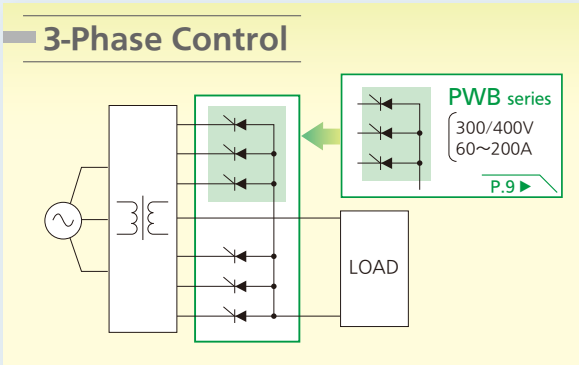 3-Phase Control
PWB series
300/400V
60～200A
P.9 ▶
LOAD